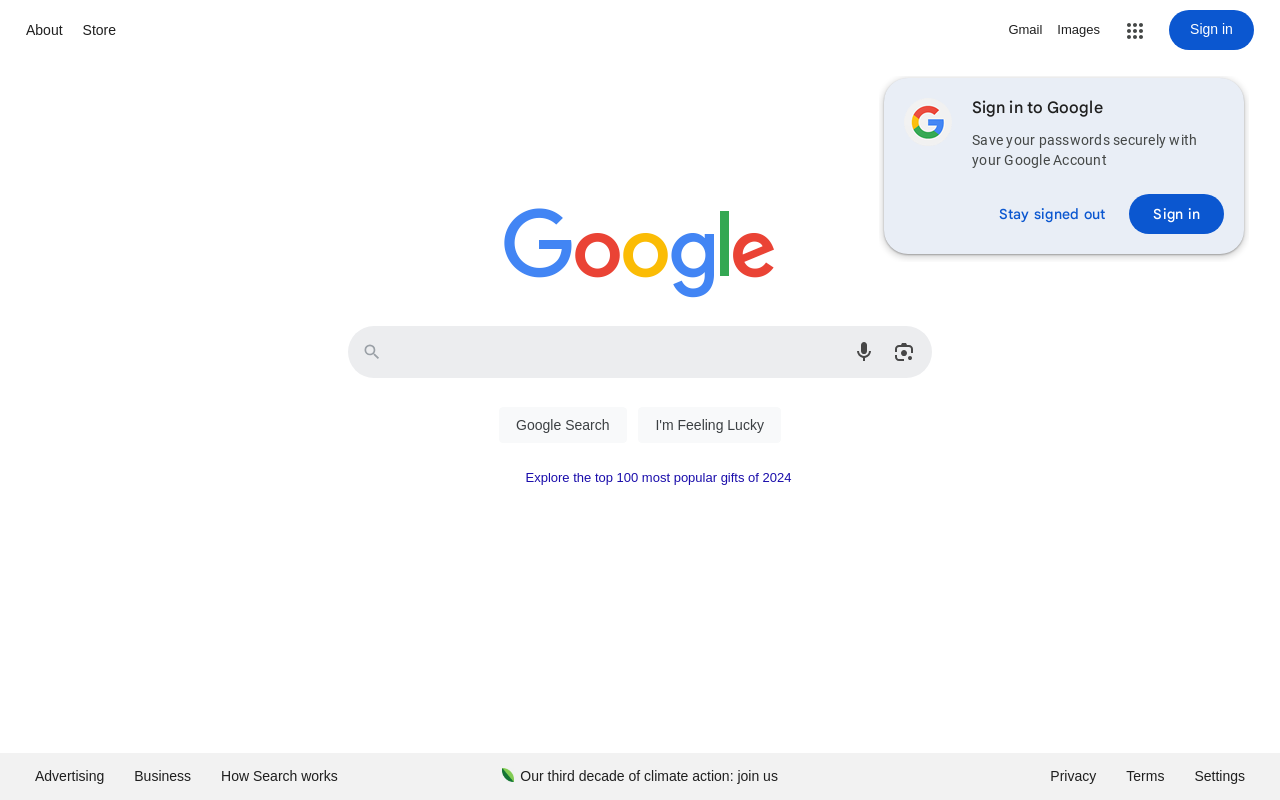 About
Store
Gmail
Images
Sign in
Sign in to Google
Save your passwords securely with
your Google Account
Stay signed out
Sign in
Google
Google Search
I'm Feeling Lucky
Explore the top 100 most popular gifts of 2024
Advertising
Business
How Search works
Our third decade of climate action: join us
Privacy
Terms
Settings